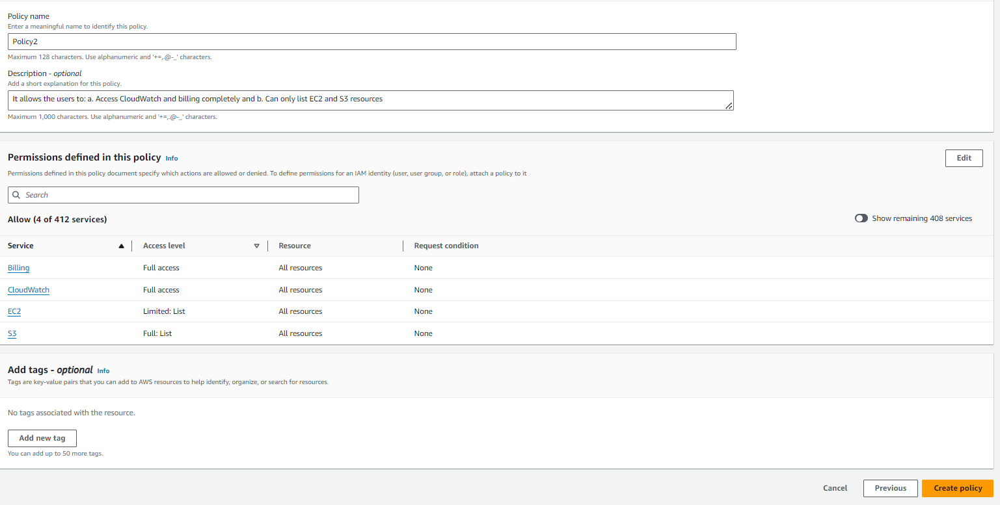 Policy name
Enter a meaningful name to identify this policy.
Policy2
Maximum 128 characters. Use alphanumeric and '+=,.@-_' characters.
Description - optional
Add a short explanation for this policy.
It allows the users to: a. Access CloudWatch and billing completely and b. Can only list EC2 and S3 resources
Maximum 1,000 characters. Use alphanumeric and '+=,.@-_' characters.
Permissions defined in this policy Info
Edit
Permissions defined in this policy document specify which actions are allowed or denied. To define permissions for an IAM identity (user, user group, or role), attach a policy to it
Search
Allow (4 of 412 services)
Show remaining 408 services
Service Access level Resource Request condition
Billing Full access All resources None
CloudWatch Full access All resources None
EC2 Limited: List All resources None
S3 Full: List All resources None
Add tags - optional Info
Tags are key-value pairs that you can add to AWS resources to help identify, organize, or search for resources.
No tags associated with the resource.
Add new tag
You can add up to 50 more tags.
Cancel Previous Create policy